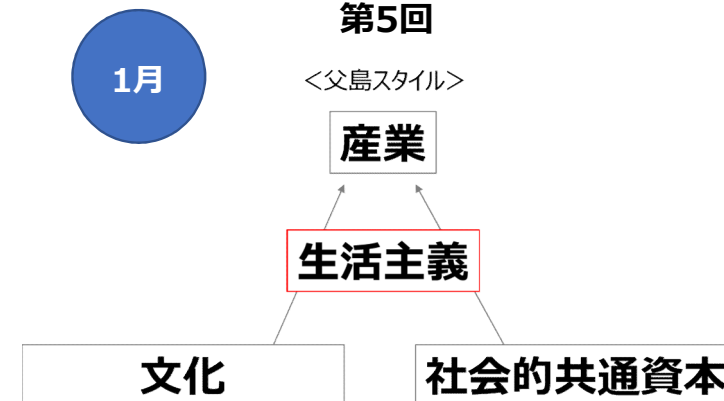 第5回
1月
＜父島スタイル＞
産業
生活主義
文化
社会的共通資本